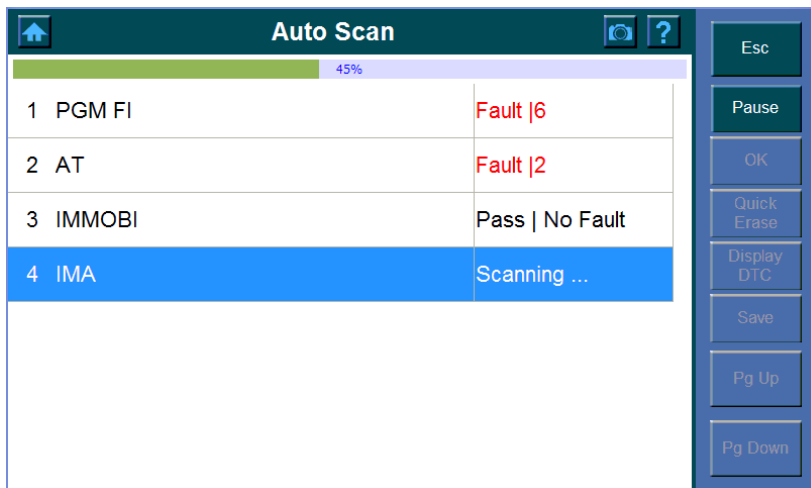 Auto Scan
?
45%
1 PGM FI Fault |6
2 AT Fault |2
3 IMMOBI Pass | No Fault
4 IMA Scanning ...
Esc
Pause
OK
Quick
Erase
Display
DTC
Save
Pg Up
Pg Down